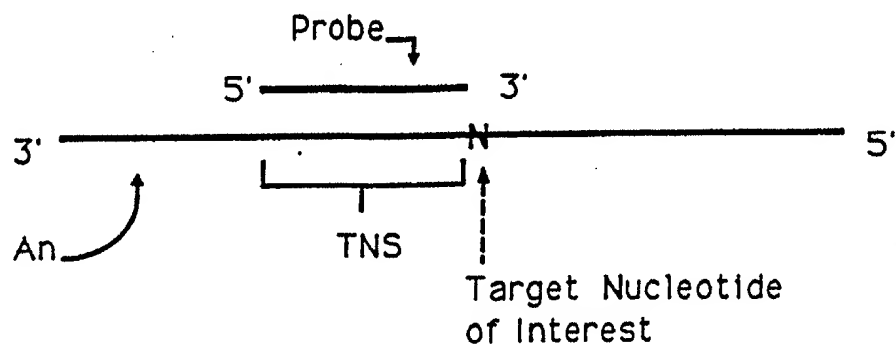 Probe
5' 3'
3' N 5'
An
TNS
Target Nucleotide
of Interest